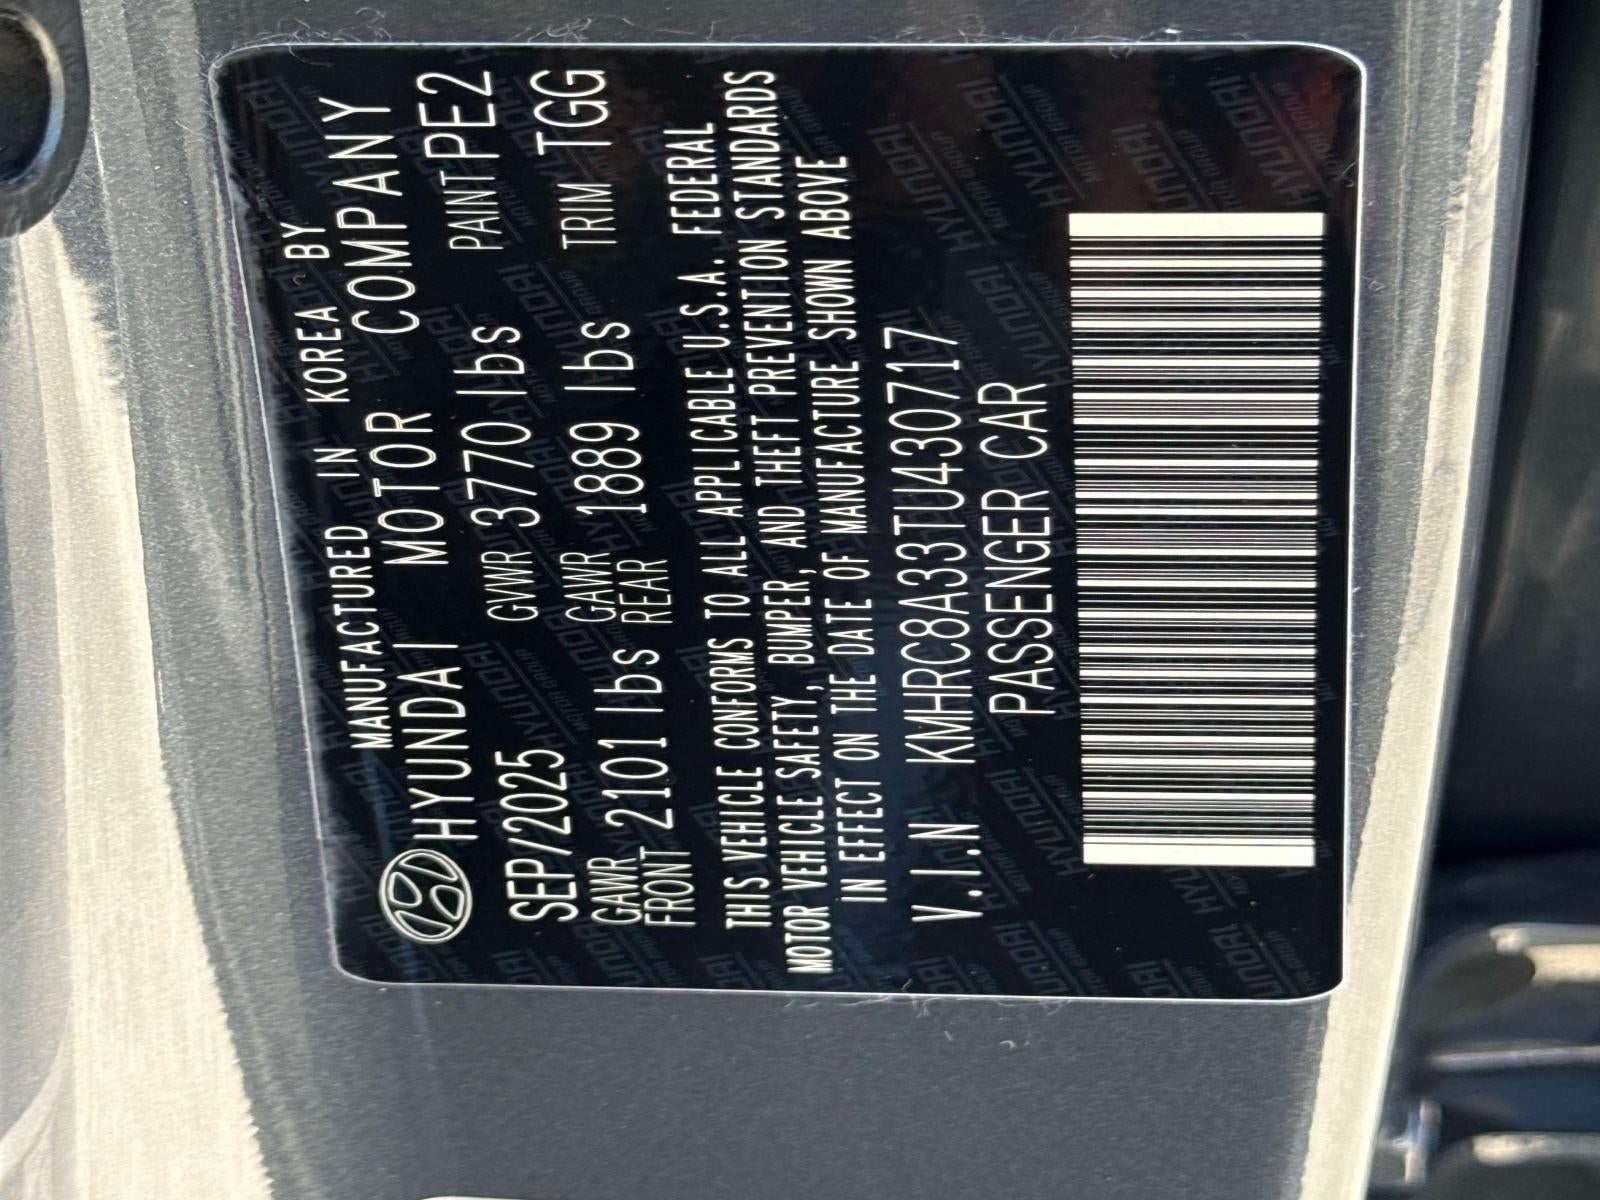 MANUFACTURED IN KOREA BY
HYUNDAI MOTOR COMPANY
SEP/2025 GVWR 3770 lbs PAINT PE2
GAWR FRONT 2101 lbs GAWR REAR 1889 lbs TRIM TGG
THIS VEHICLE CONFORMS TO ALL APPLICABLE U.S.A. FEDERAL
MOTOR VEHICLE SAFETY, BUMPER, AND THEFT PREVENTION STANDARDS
IN EFFECT ON THE DATE OF MANUFACTURE SHOWN ABOVE
V.I.N KMHRC8A33TU430717
PASSENGER CAR